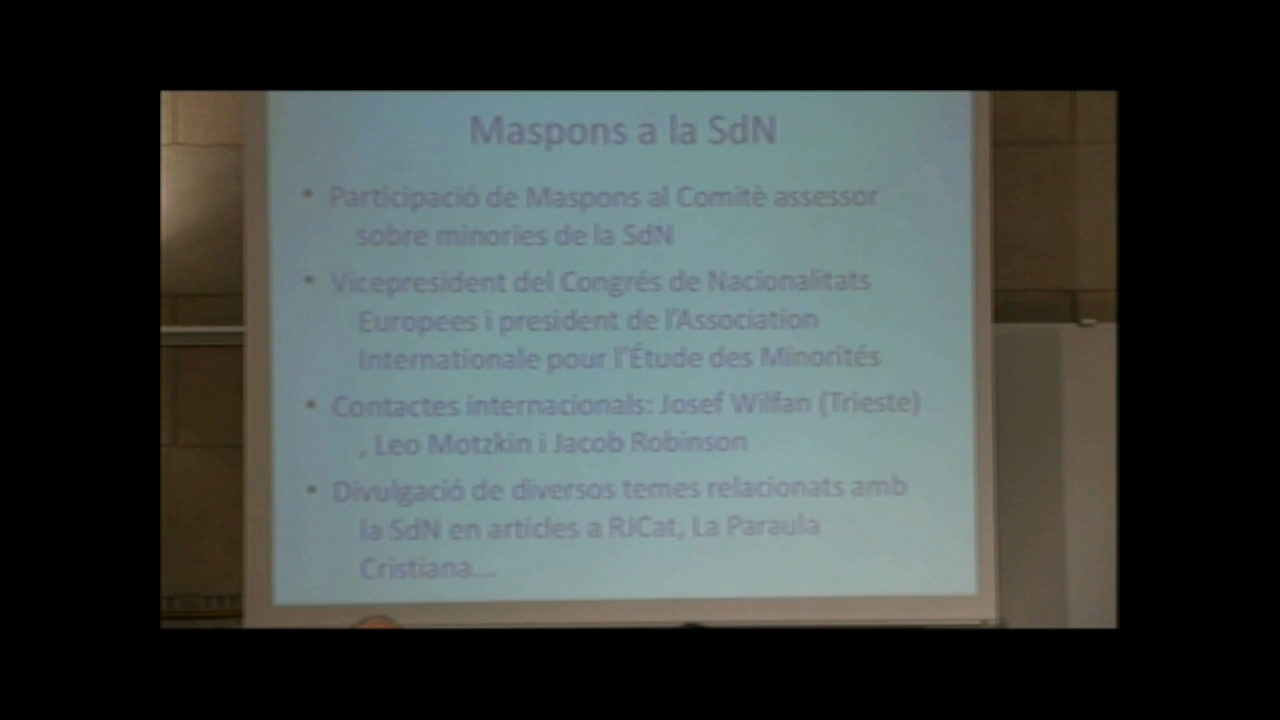 Maspons a la SdN
• Participació de Maspons al Comitè assessor
sobre minories de la SdN
• Vicepresident del Congrés de Nacionalitats
Europees i president de l'Association
Internationale pour l'Étude des Minorités
• Contactes internacionals: Josef Wilfan (Trieste)
, Leo Motzkin i Jacob Robinson
• Divulgació de diversos temes relacionats amb
la SdN en articles a RJCat, La Paraula
Cristiana...